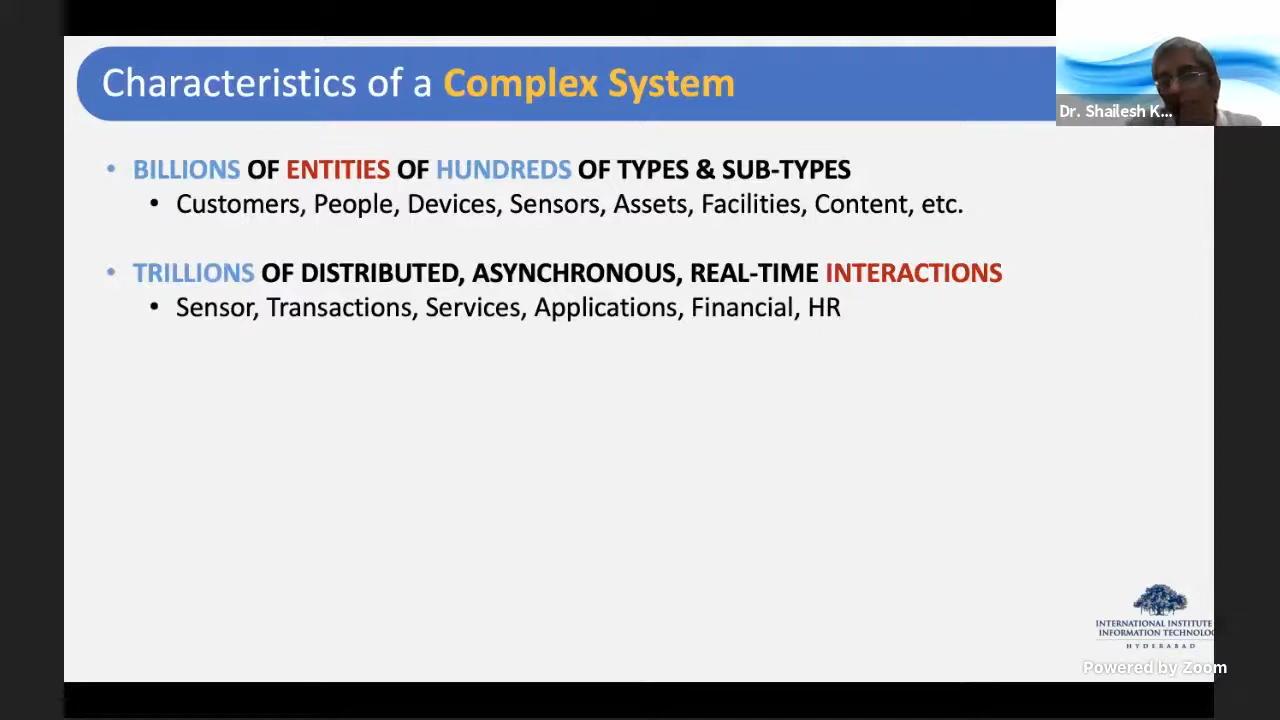 Characteristics of a Complex System
Dr. Shailesh K...
• BILLIONS OF ENTITIES OF HUNDREDS OF TYPES & SUB-TYPES
• Customers, People, Devices, Sensors, Assets, Facilities, Content, etc.
• TRILLIONS OF DISTRIBUTED, ASYNCHRONOUS, REAL-TIME INTERACTIONS
• Sensor, Transactions, Services, Applications, Financial, HR
INTERNATIONAL INSTITUTE
INFORMATION TECHNOLO
HYDERABAD
Powered by Zoom